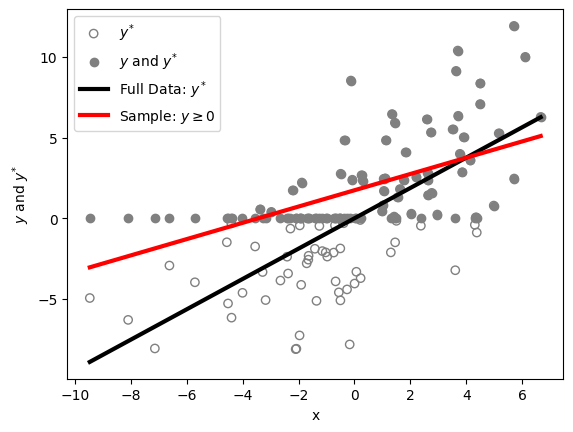 y*
y and y*
Full Data: y*
Sample: y ≥ 0
10
5
0
−5
y and y*
−10
−8
−6
−4
−2
0
2
4
6
x